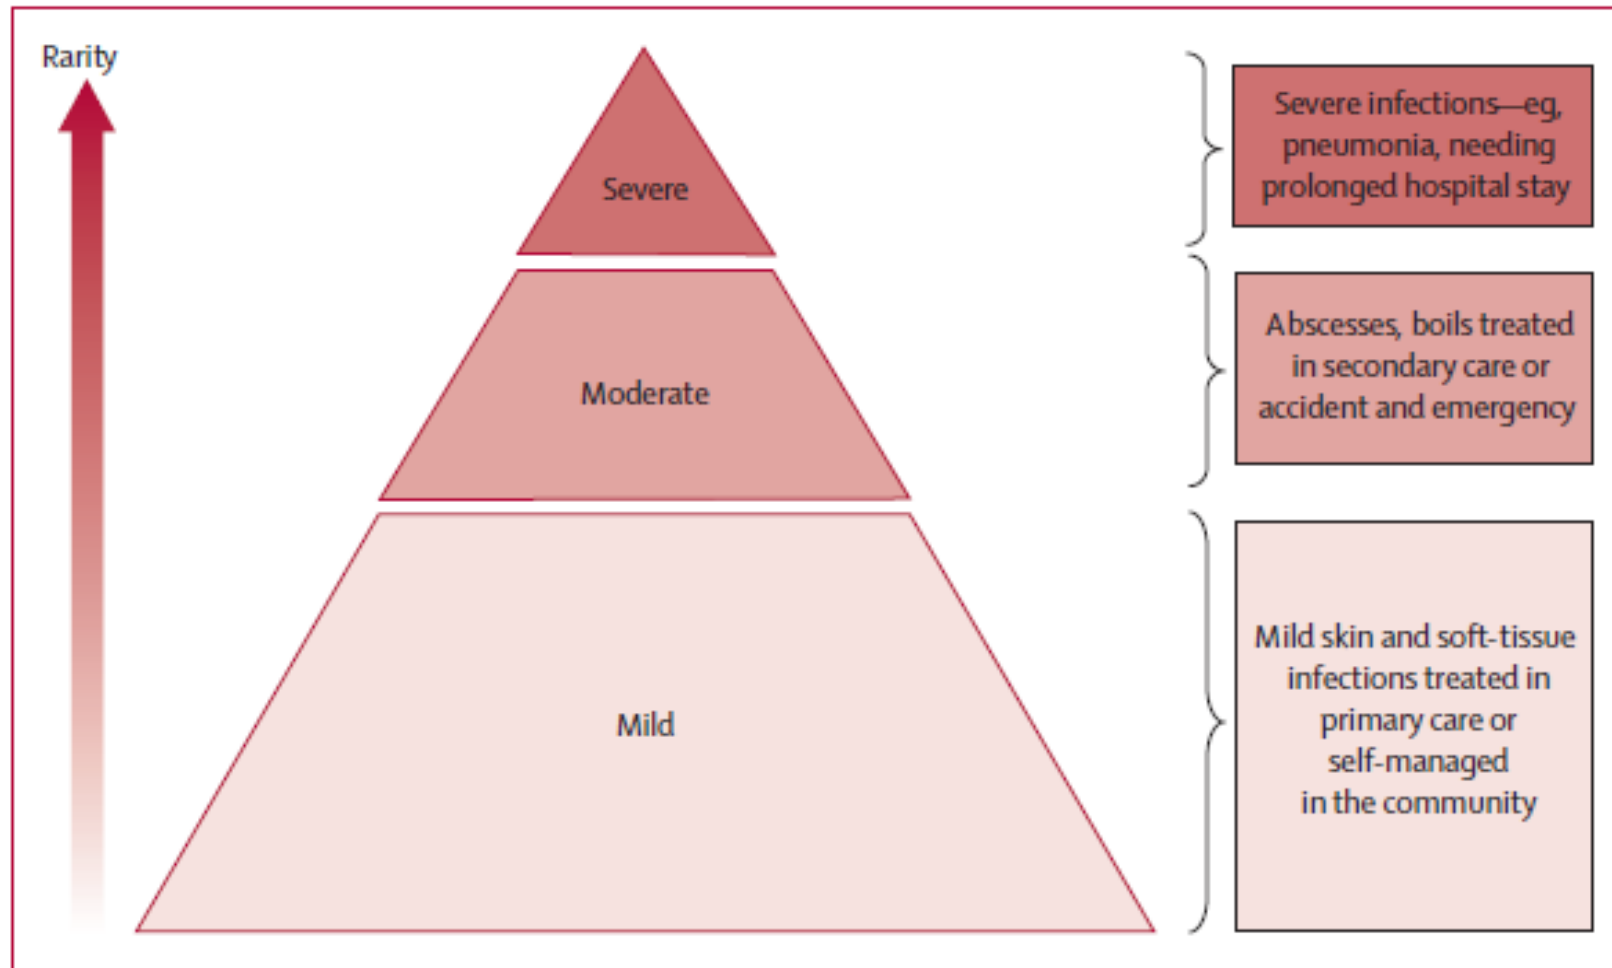 Rarity
Severe
Severe infections—eg,
pneumonia, needing
prolonged hospital stay
Moderate
Abscesses, boils treated
in secondary care or
accident and emergency
Mild
Mild skin and soft-tissue
infections treated in
primary care or
self-managed
in the community